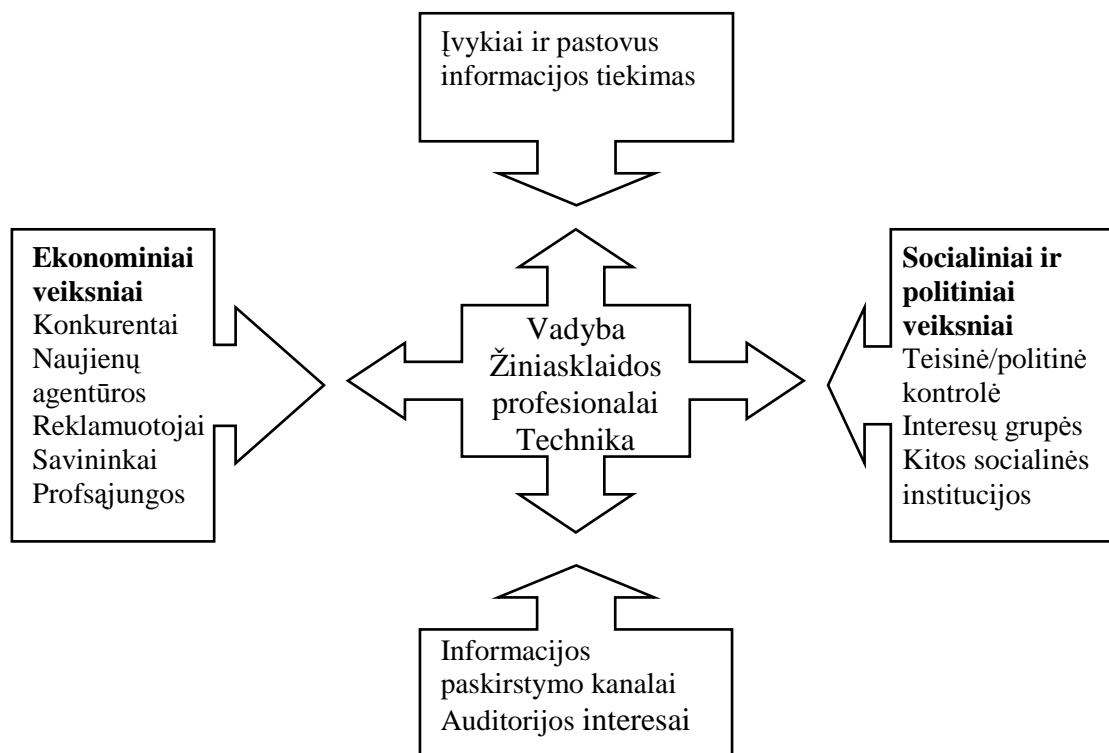 Įvykiai ir pastovus
informacijos tiekimas
Ekonominiai
veiksniai
Konkurentai
Naujienų
agentūros
Reklamuotojai
Savininkai
Profsąjungos
Vadyba
Žiniasklaidos
profesionalai
Technika
Socialiniai ir
politiniai
veiksniai
Teisinė/politinė
kontrolė
Interesų grupės
Kitos socialinės
institucijos
Informacijos
paskirstymo kanalai
Auditorijos interesai